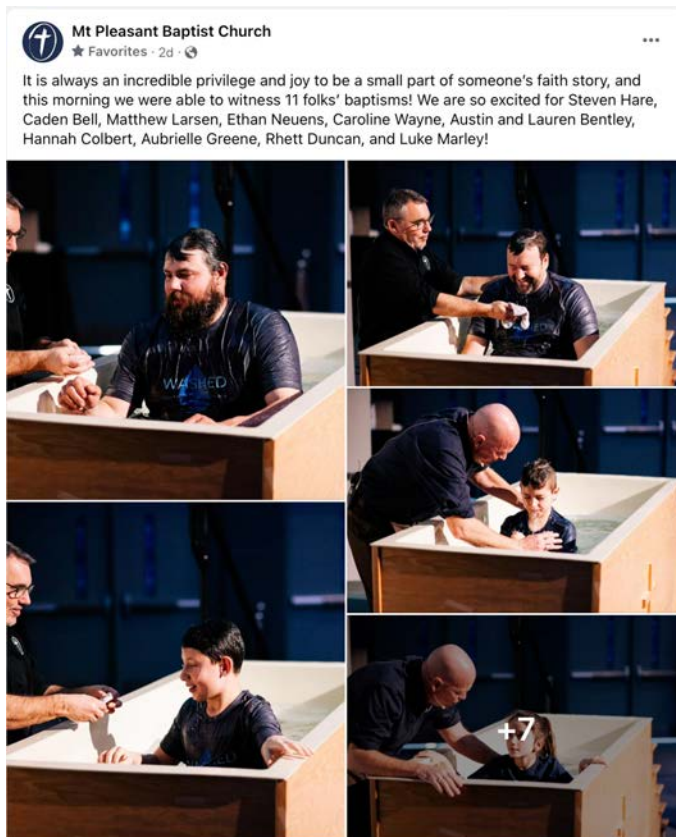 Mt Pleasant Baptist Church
Favorites · 2d ·
It is always an incredible privilege and joy to be a small part of someone's faith story, and
this morning we were able to witness 11 folks' baptisms! We are so excited for Steven Hare,
Caden Bell, Matthew Larsen, Ethan Neuens, Caroline Wayne, Austin and Lauren Bentley,
Hannah Colbert, Aubrielle Greene, Rhett Duncan, and Luke Marley!
WASHED
+7